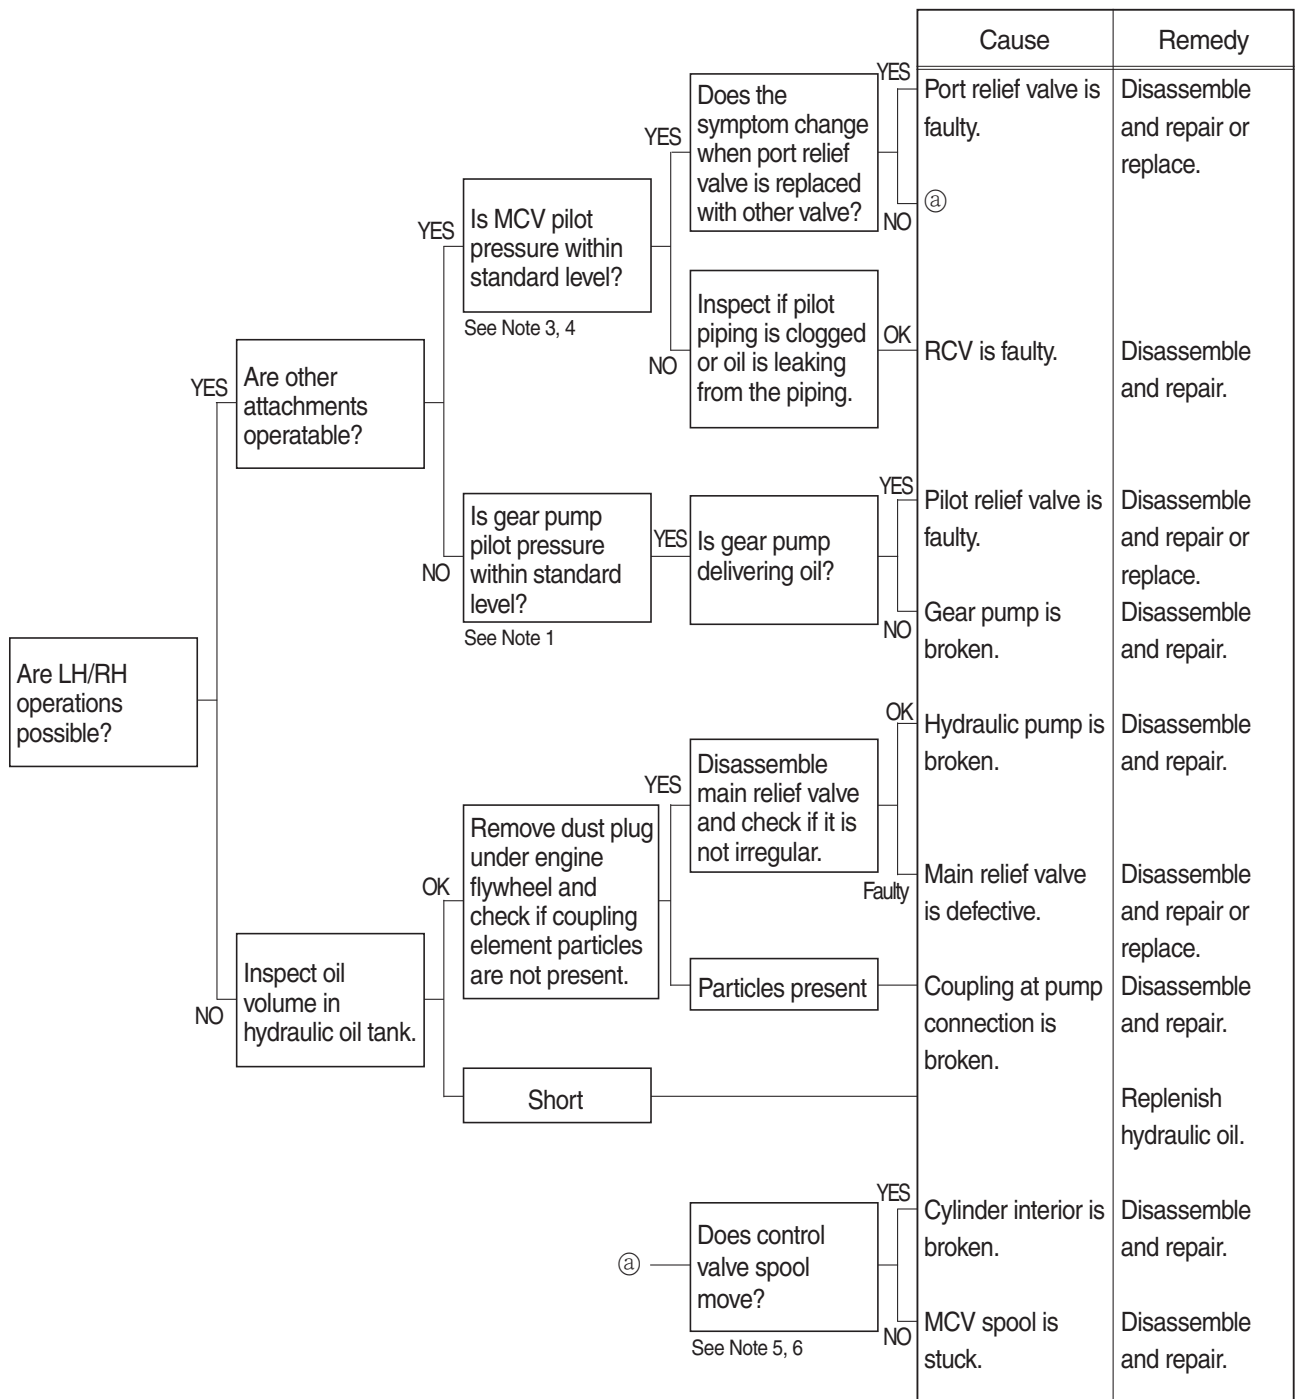 Cause
Remedy
Are LH/RH
operations
possible?
YES
Are other
attachments
operatable?
YES
Is MCV pilot
pressure within
standard level?
See Note 3, 4
YES
Does the
symptom change
when port relief
valve is replaced
with other valve?
YES
Port relief valve is
faulty.
Disassemble
and repair or
replace.
NO
ⓐ
NO
Inspect if pilot
piping is clogged
or oil is leaking
from the piping.
OK
RCV is faulty.
Disassemble
and repair.
NO
Is gear pump
pilot pressure
within standard
level?
See Note 1
YES
Is gear pump
delivering oil?
YES
Pilot relief valve is
faulty.
Disassemble
and repair or
replace.
NO
Gear pump is
broken.
Disassemble
and repair.
NO
Inspect oil
volume in
hydraulic oil tank.
OK
Remove dust plug
under engine
flywheel and
check if coupling
element particles
are not present.
YES
Disassemble
main relief valve
and check if it is
not irregular.
OK
Hydraulic pump is
broken.
Disassemble
and repair.
Faulty
Main relief valve
is defective.
Disassemble
and repair or
replace.
Particles present
Coupling at pump
connection is
broken.
Disassemble
and repair.
Short
Replenish
hydraulic oil.
ⓐ
Does control
valve spool
move?
See Note 5, 6
YES
Cylinder interior is
broken.
Disassemble
and repair.
NO
MCV spool is
stuck.
Disassemble
and repair.